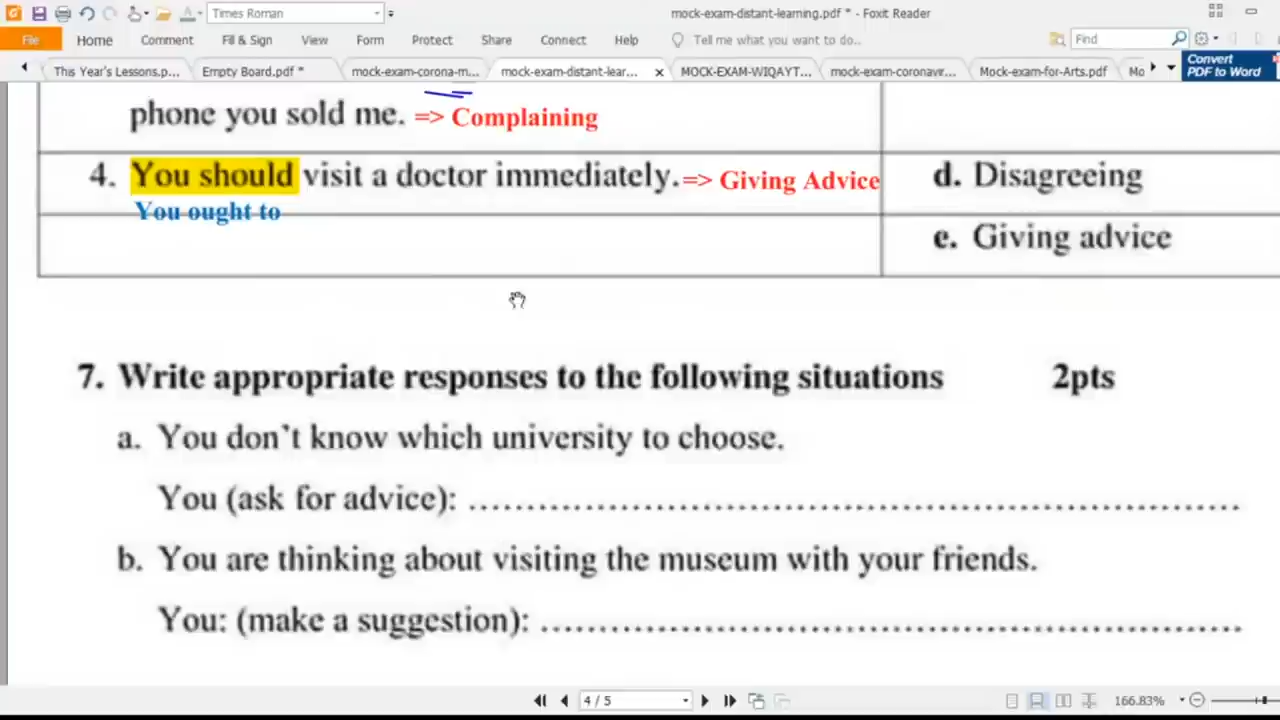 Times Roman
mock-exam-distant-learning.pdf * - Foxit Reader
File Home Comment Fill & Sign View Form Protect Share Connect Help Tell me what you want to do.. Find
This Year's Lessons.p... Empty Board.pdf * mock-exam-corona-m... mock-exam-distant-lear... MOCK-EXAM-WIQAYT... mock-exam-coronavr... Mock-exam-for-Arts.pdf Mo
Convert
PDF to Word
phone you sold me. => Complaining
4. You should visit a doctor immediately.=> Giving Advice d. Disagreeing
You ought to
e. Giving advice
7. Write appropriate responses to the following situations 2pts
a. You don't know which university to choose.
You (ask for advice): ................................................................................
b. You are thinking about visiting the museum with your friends.
You: (make a suggestion): ........................................................................
4 / 5
166.83%